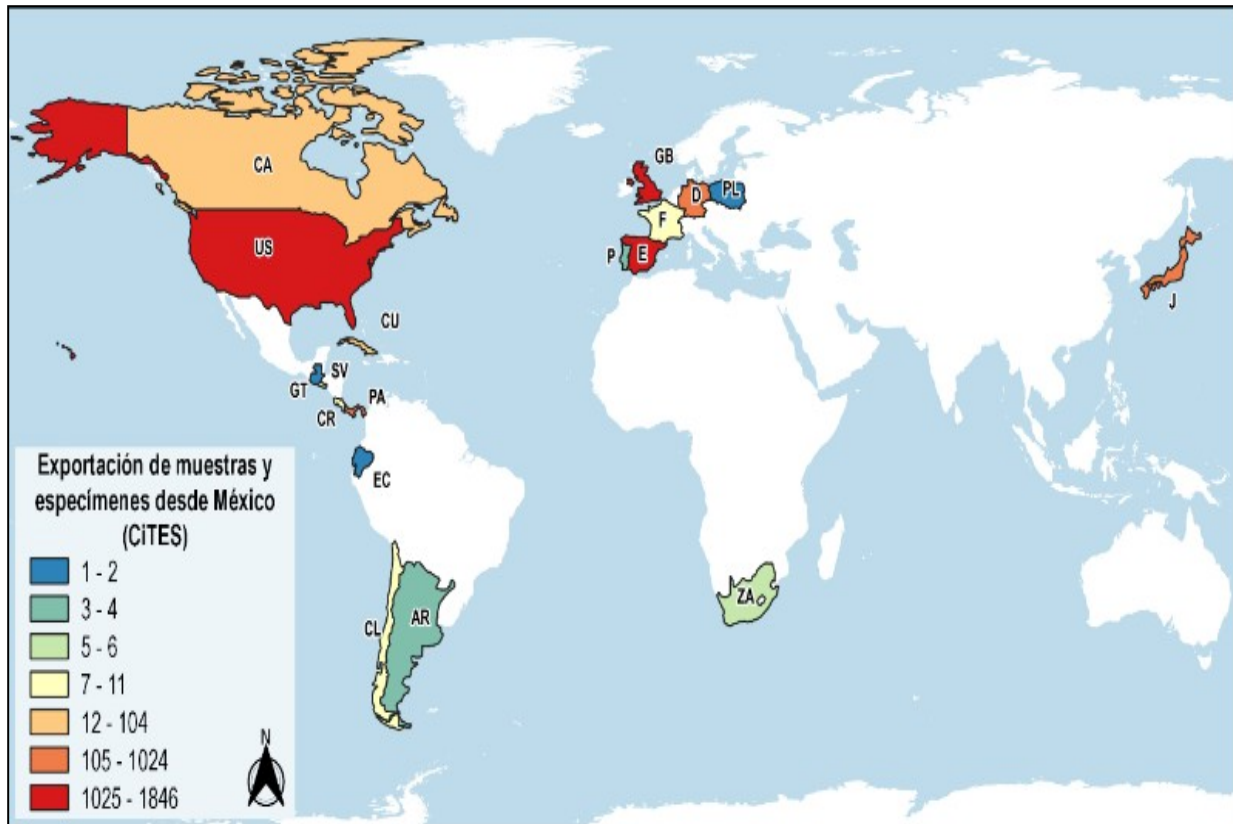 CA
US
GB
D
PL
F
P
E
J
CU
SV
GT
PA
CR
EC
CL
AR
ZA
Exportación de muestras y
especímenes desde México
(CiTES)
1 - 2
3 - 4
5 - 6
7 - 11
12 - 104
105 - 1024
1025 - 1846
N